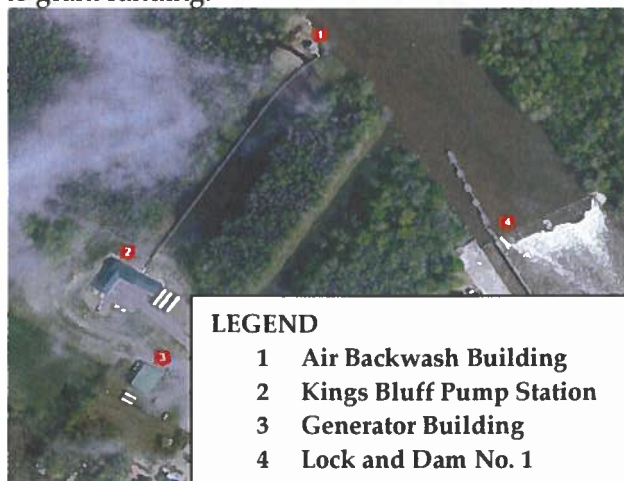 1
4
2
3
LEGEND
1 Air Backwash Building
2 Kings Bluff Pump Station
3 Generator Building
4 Lock and Dam No. 1